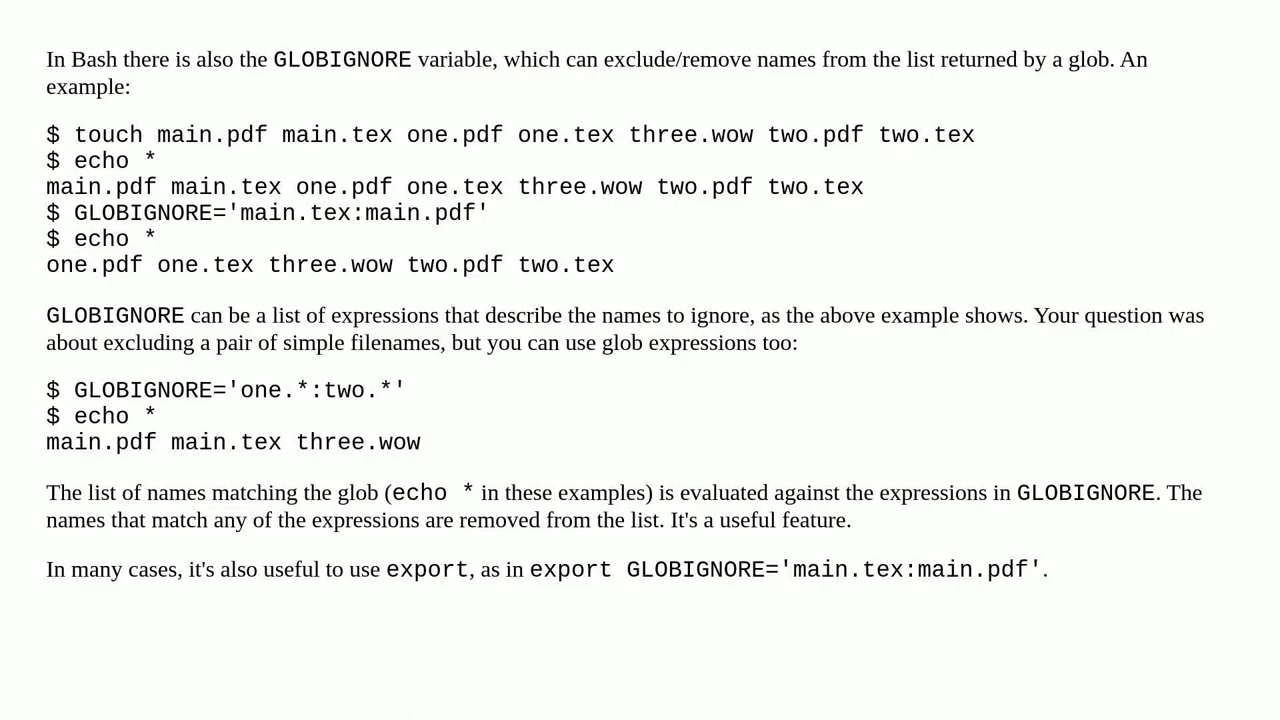 In Bash there is also the GLOBIGNORE variable, which can exclude/remove names from the list returned by a glob. An
example:
$ touch main.pdf main.tex one.pdf one.tex three.wow two.pdf two.tex
$ echo *
main.pdf main.tex one.pdf one.tex three.wow two.pdf two.tex
$ GLOBIGNORE='main.tex:main.pdf'
$ echo *
one.pdf one.tex three.wow two.pdf two.tex
GLOBIGNORE can be a list of expressions that describe the names to ignore, as the above example shows. Your question was
about excluding a pair of simple filenames, but you can use glob expressions too:
$ GLOBIGNORE='one.*:two.*'
$ echo *
main.pdf main.tex three.wow
The list of names matching the glob (echo * in these examples) is evaluated against the expressions in GLOBIGNORE. The
names that match any of the expressions are removed from the list. It's a useful feature.
In many cases, it's also useful to use export, as in export GLOBIGNORE='main.tex:main.pdf'.